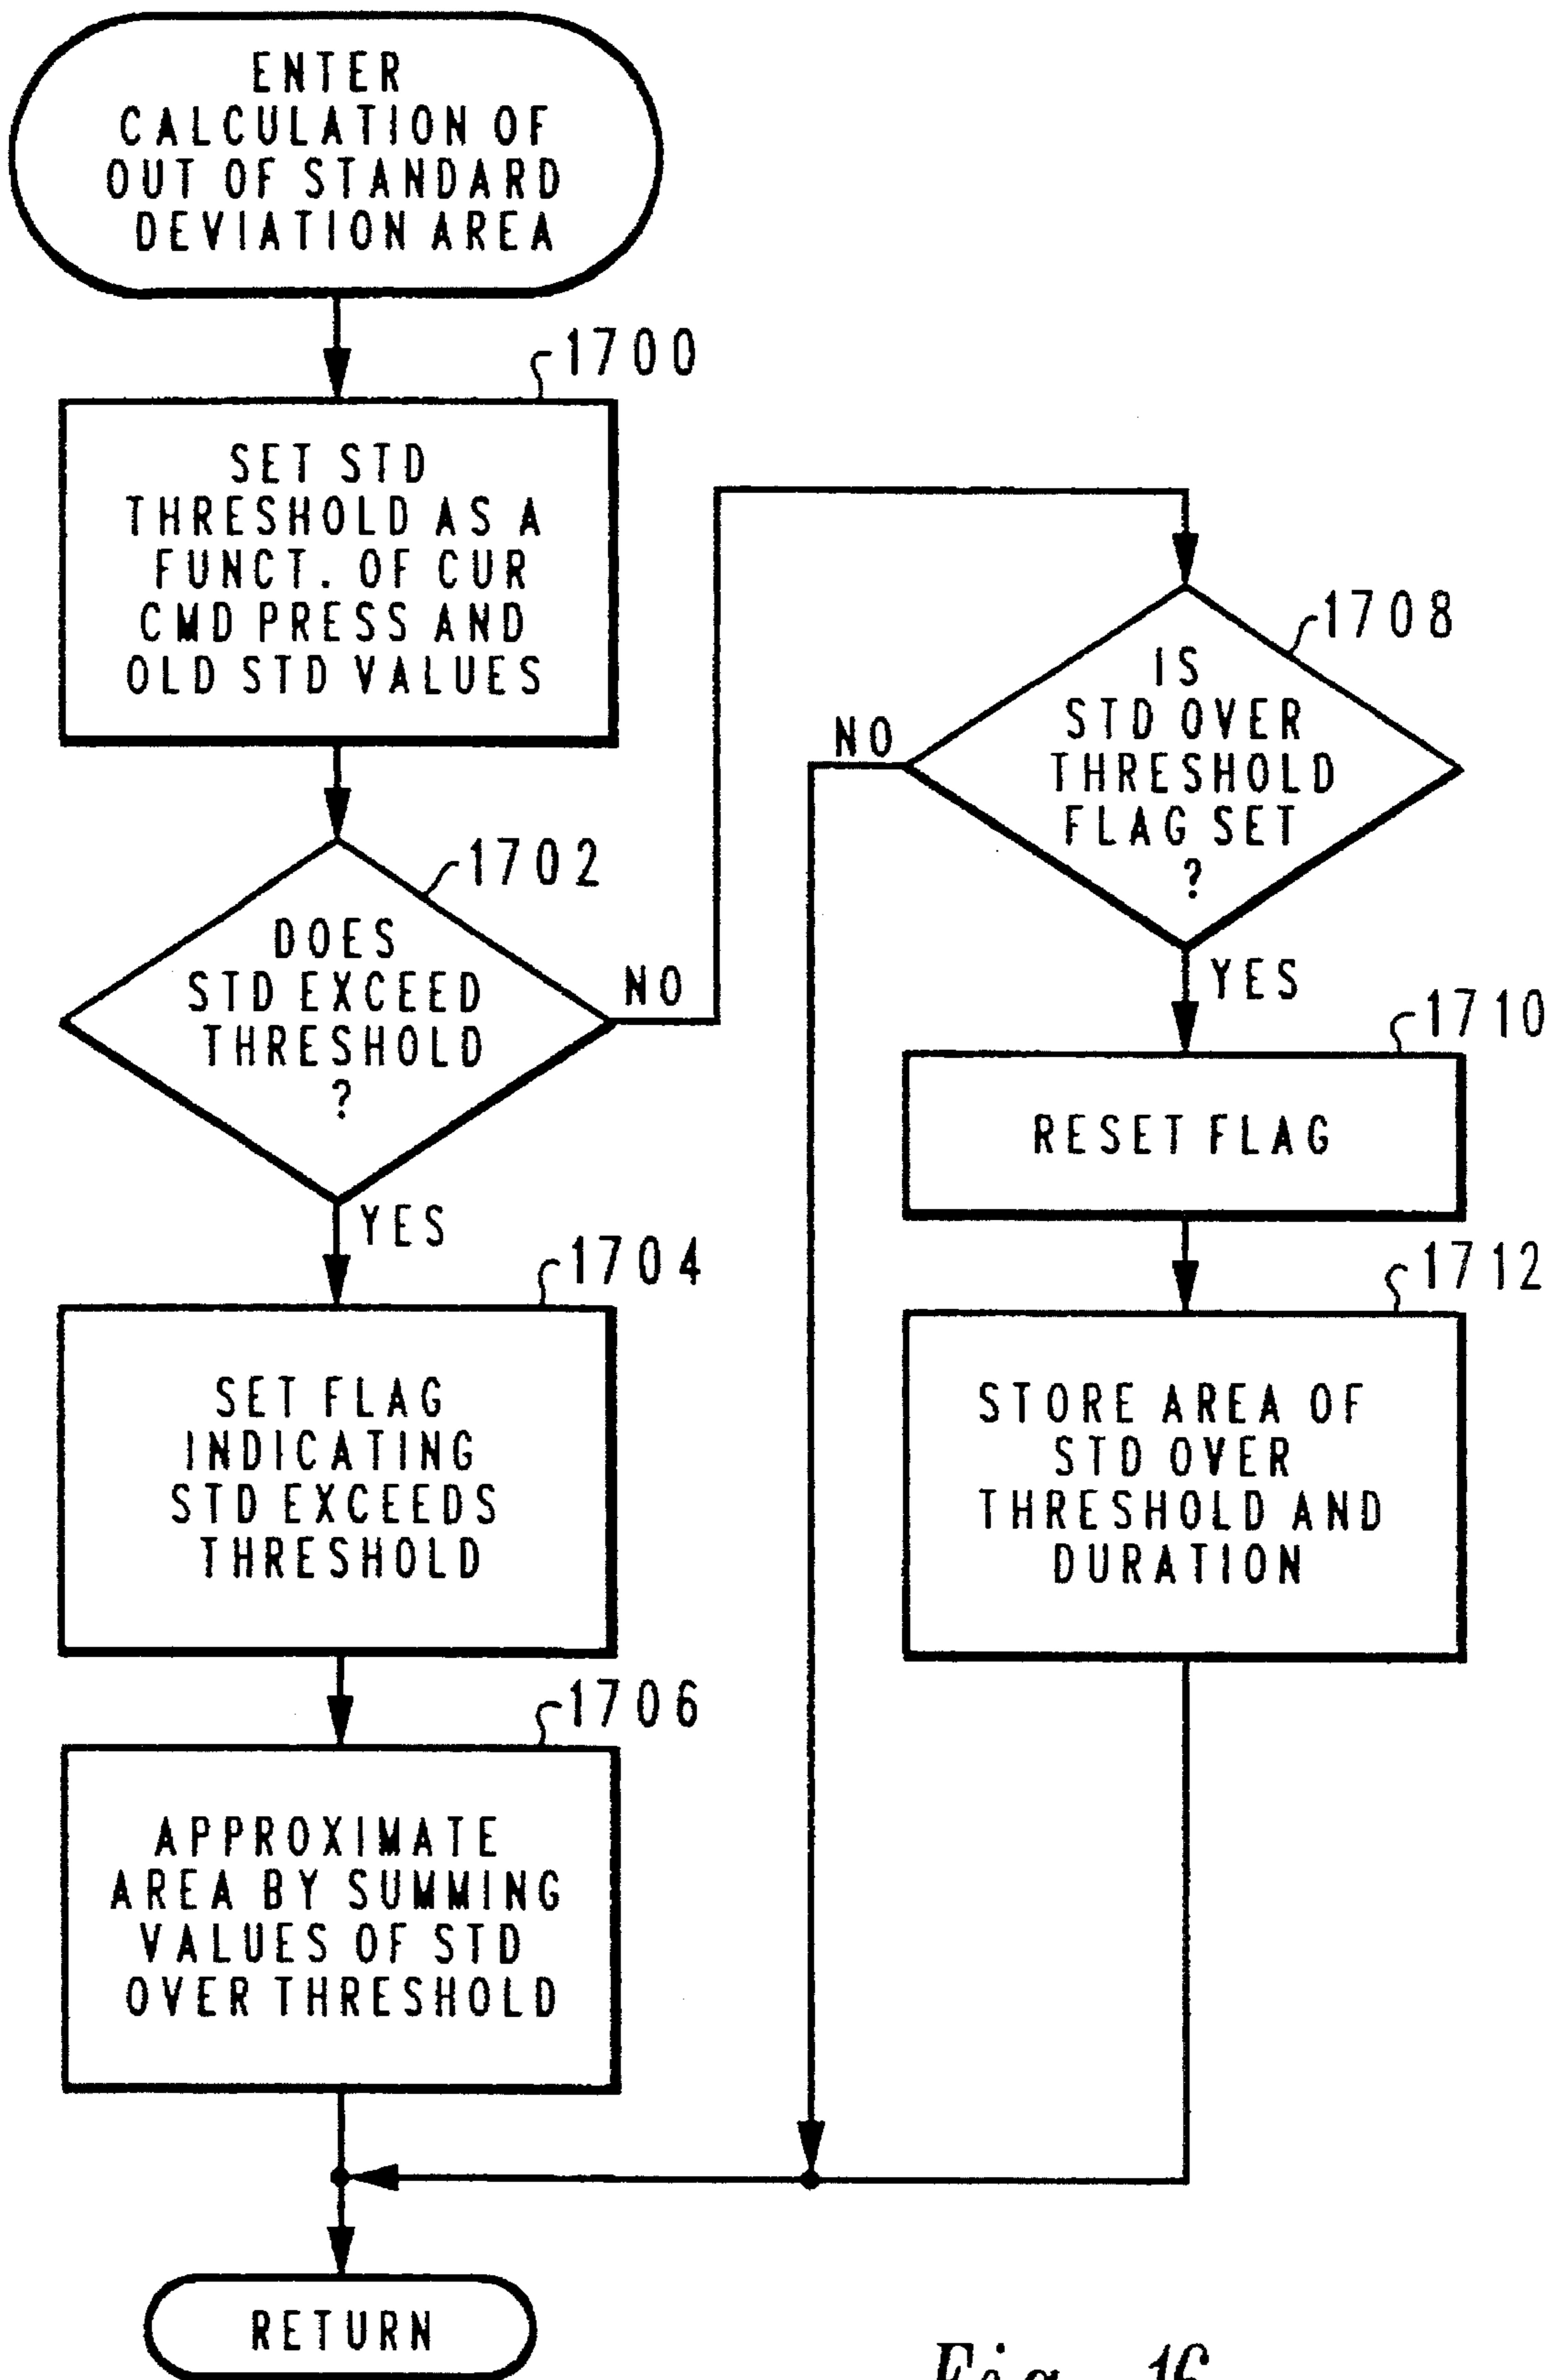 ENTER
CALCULATION OF
OUT OF STANDARD
DEVIATION AREA
1700
SET STD
THRESHOLD AS A
FUNCT. OF CUR
CMD PRESS AND
OLD STD VALUES
1702
DOES
STD EXCEED
THRESHOLD
?
NO
YES
1704
SET FLAG
INDICATING
STD EXCEEDS
THRESHOLD
1706
APPROXIMATE
AREA BY SUMMING
VALUES OF STD
OVER THRESHOLD
1708
IS
STD OVER
THRESHOLD
FLAG SET
?
NO
YES
1710
RESET FLAG
1712
STORE AREA OF
STD OVER
THRESHOLD AND
DURATION
RETURN
Fig. 16